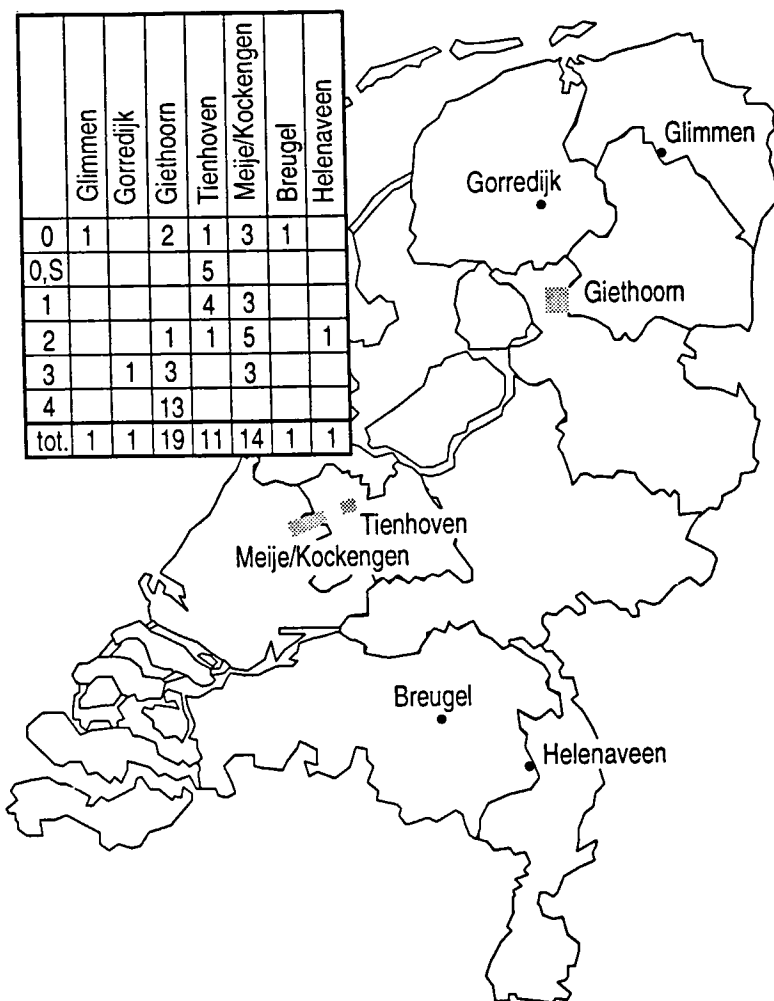 Glimmen Gorredijk Giethoorn Tienhoven Meije/Kockengen Breugel Helenaveen
0 1 2 1 3 1
0,S 5
1 4 3
2 1 1 5 1
3 1 3 3
4 13
tot. 1 1 19 11 14 1 1
Glimmen
Gorredijk
Giethoorn
Tienhoven
Meije/Kockengen
Breugel
Helenaveen